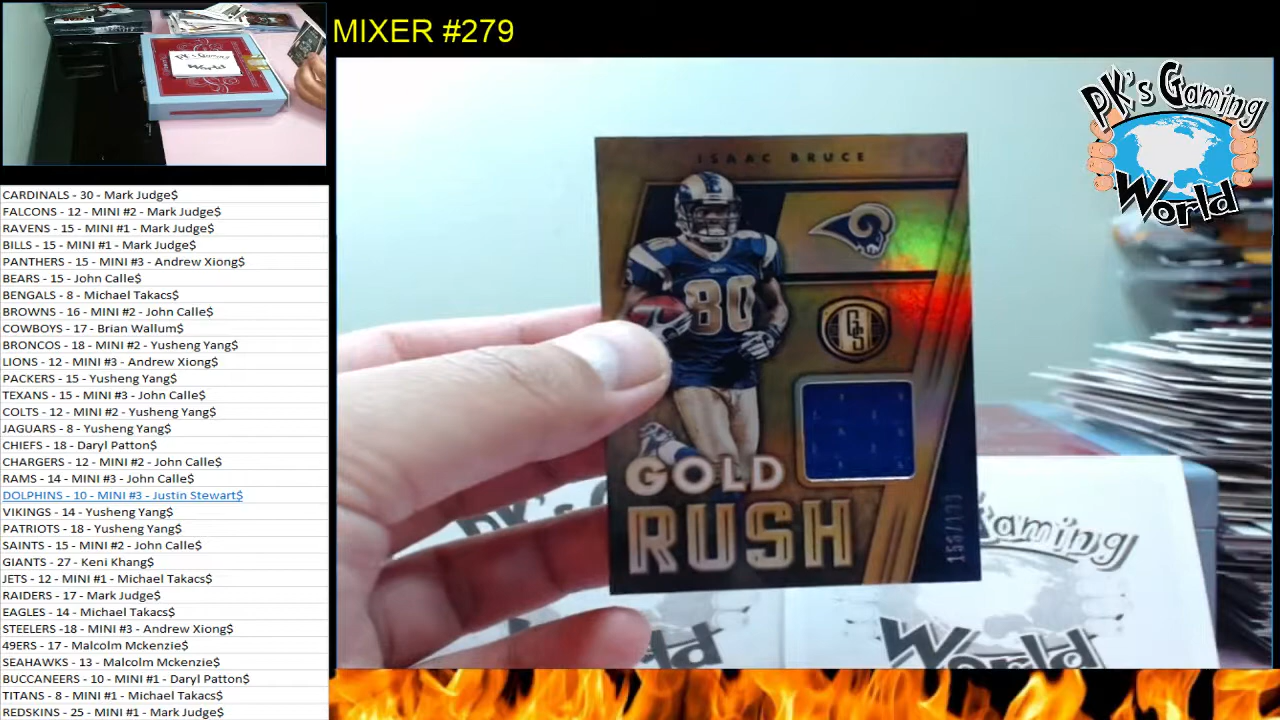 MIXER #279
PK's Gaming
World
PK's Gaming
World
CARDINALS - 30 - Mark Judge$
FALCONS - 12 - MINI #2 - Mark Judge$
RAVENS - 15 - MINI #1 - Mark Judge$
BILLS - 15 - MINI #1 - Mark Judge$
PANTHERS - 15 - MINI #3 - Andrew Xiong$
BEARS - 15 - John Calle$
BENGALS - 8 - Michael Takacs$
BROWNS - 16 - MINI #2 - John Calle$
COWBOYS - 17 - Brian Wallum$
BRONCOS - 18 - MINI #2 - Yusheng Yang$
LIONS - 12 - MINI #3 - Andrew Xiong$
PACKERS - 15 - Yusheng Yang$
TEXANS - 15 - MINI #3 - John Calle$
COLTS - 12 - MINI #2 - Yusheng Yang$
JAGUARS - 8 - Yusheng Yang$
CHIEFS - 18 - Daryl Patton$
CHARGERS - 12 - MINI #2 - John Calle$
RAMS - 14 - MINI #3 - John Calle$
DOLPHINS - 10 - MINI #3 - Justin Stewart$
VIKINGS - 14 - Yusheng Yang$
PATRIOTS - 18 - Yusheng Yang$
SAINTS - 15 - MINI #2 - John Calle$
GIANTS - 27 - Keni Khang$
JETS - 12 - MINI #1 - Michael Takacs$
RAIDERS - 17 - Mark Judge$
EAGLES - 14 - Michael Takacs$
STEELERS -18 - MINI #3 - Andrew Xiong$
49ERS - 17 - Malcolm Mckenzie$
SEAHAWKS - 13 - Malcolm Mckenzie$
BUCCANEERS - 10 - MINI #1 - Daryl Patton$
TITANS - 8 - MINI #1 - Michael Takacs$
REDSKINS - 25 - MINI #1 - Mark Judge$
ISAAC BRUCE
80
GS
GOLD
RUSH
Gaming
World